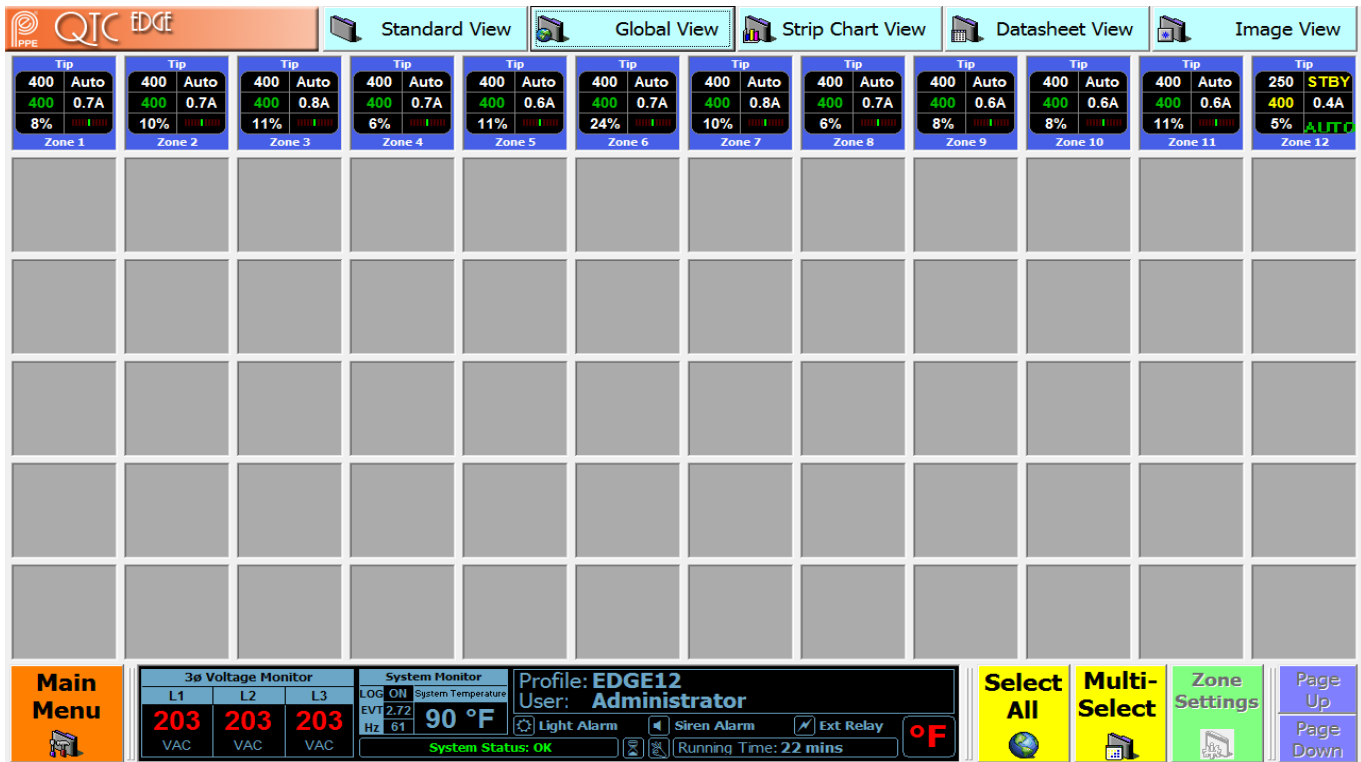 PPE QTC EDGE Standard View Global View Strip Chart View Datasheet View Image View
Tip Tip Tip Tip Tip Tip Tip Tip Tip Tip Tip Tip
400 Auto 400 Auto 400 Auto 400 Auto 400 Auto 400 Auto 400 Auto 400 Auto 400 Auto 400 Auto 400 Auto 250 STBY
400 0.7A 400 0.7A 400 0.8A 400 0.7A 400 0.6A 400 0.7A 400 0.8A 400 0.7A 400 0.6A 400 0.6A 400 0.6A 400 0.4A
8% 10% 11% 6% 11% 24% 10% 6% 8% 8% 11% 5% AUTO
Zone 1 Zone 2 Zone 3 Zone 4 Zone 5 Zone 6 Zone 7 Zone 8 Zone 9 Zone 10 Zone 11 Zone 12
Main
Menu
3ø Voltage Monitor
L1 L2 L3
203 203 203
VAC VAC VAC
System Monitor
LOG ON System Temperature
EVT 2.72
Hz 61
90 °F
System Status: OK
Profile: EDGE12
User: Administrator
Light Alarm Siren Alarm Ext Relay
Running Time: 22 mins
°F
Select
All
Multi-
Select
Zone
Settings
Page
Up
Page
Down